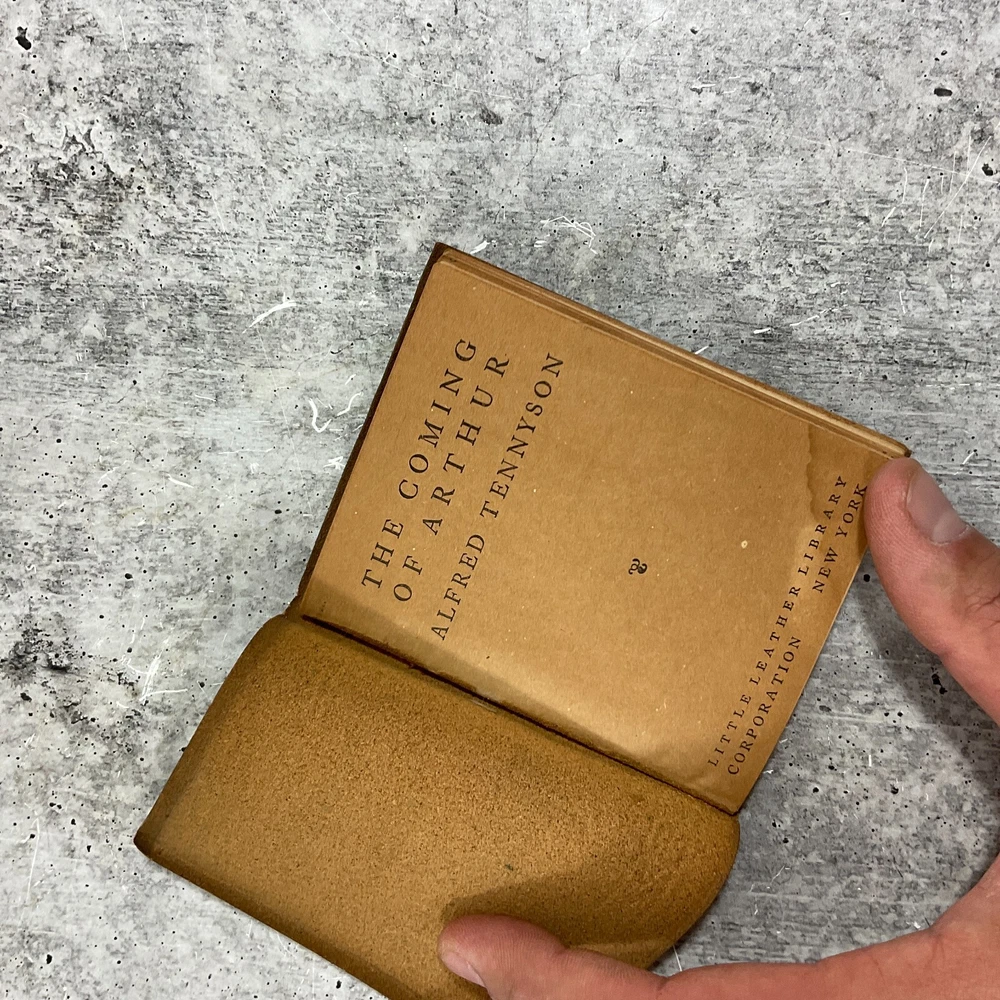 THE COMING
OF ARTHUR
ALFRED TENNYSON
LITTLE LEATHER LIBRARY
CORPORATION NEW YORK